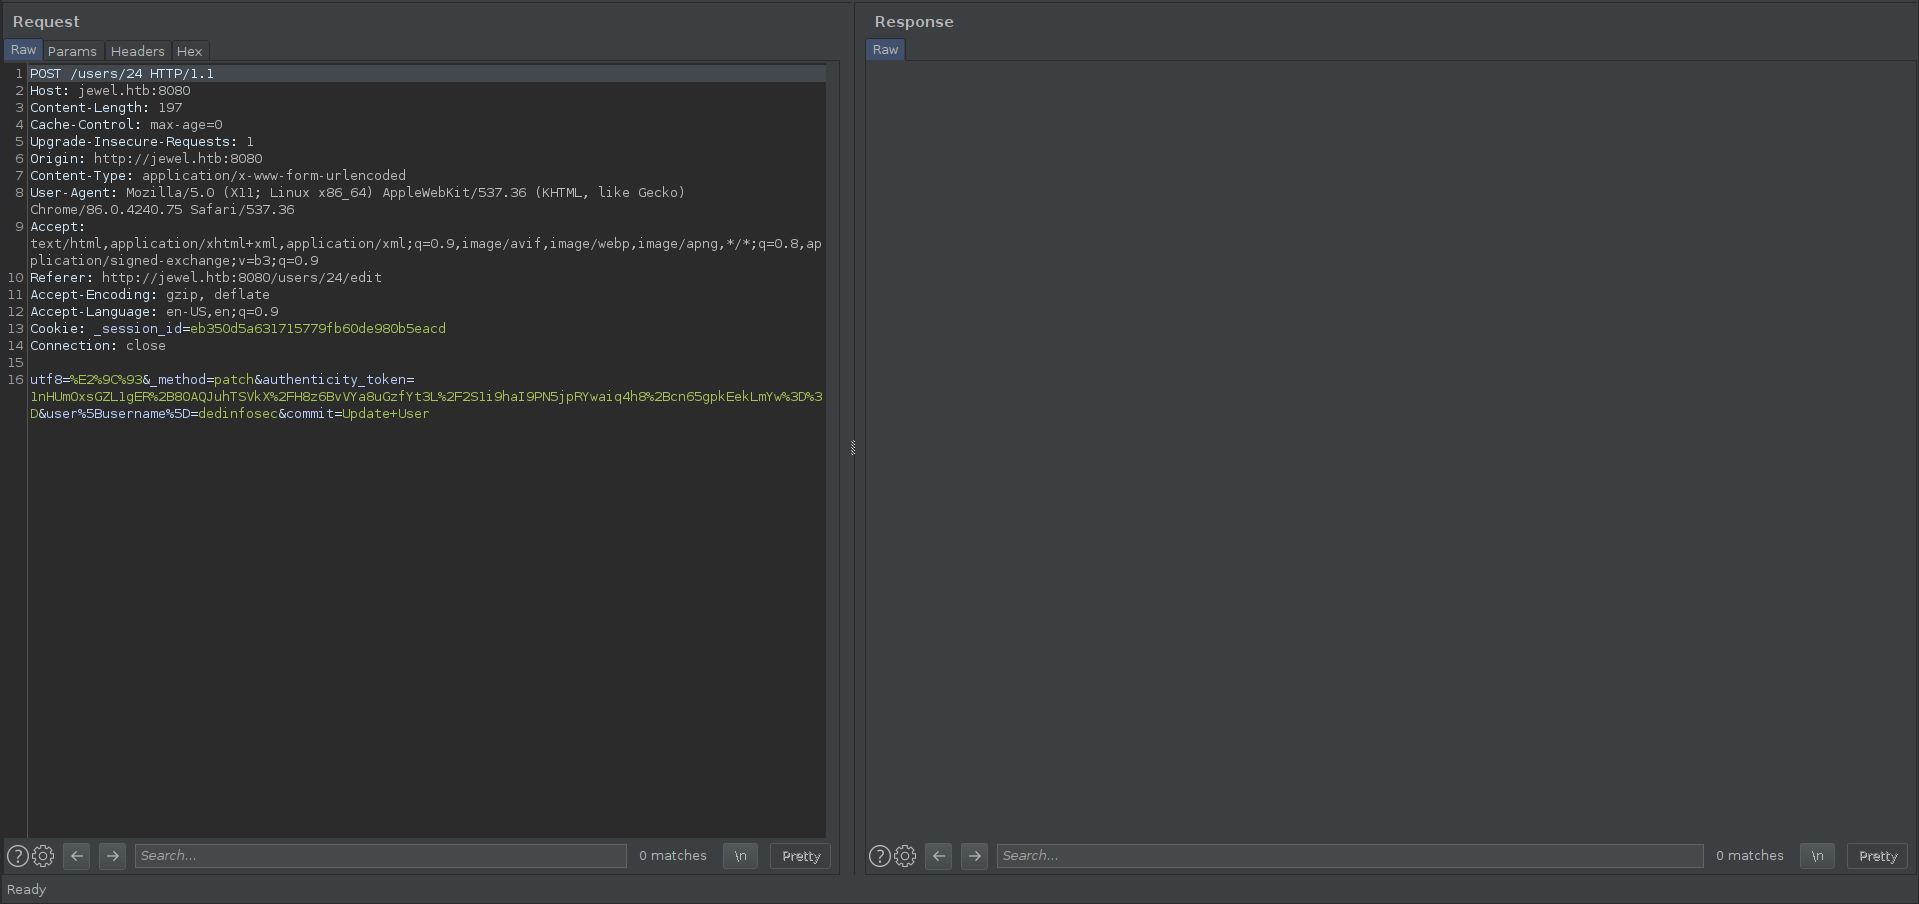 Request
Raw Params Headers Hex
1 POST /users/24 HTTP/1.1
2 Host: jewel.htb:8080
3 Content-Length: 197
4 Cache-Control: max-age=0
5 Upgrade-Insecure-Requests: 1
6 Origin: http://jewel.htb:8080
7 Content-Type: application/x-www-form-urlencoded
8 User-Agent: Mozilla/5.0 (X11; Linux x86_64) AppleWebKit/537.36 (KHTML, like Gecko)
Chrome/86.0.4240.75 Safari/537.36
9 Accept:
text/html,application/xhtml+xml,application/xml;q=0.9,image/avif,image/webp,image/apng,*/*;q=0.8,ap
plication/signed-exchange;v=b3;q=0.9
10 Referer: http://jewel.htb:8080/users/24/edit
11 Accept-Encoding: gzip, deflate
12 Accept-Language: en-US,en;q=0.9
13 Cookie: _session_id=eb350d5a631715779fb60de980b5eacd
14 Connection: close
15
16 utf8=%E2%9C%93&_method=patch&authenticity_token=
lnHUmOxsGZLlgER%2B80AQJuhTSVkX%2FH8z6BvVYa8uGzfYt3L%2F2Sli9haI9PN5jpRYwaiq4h8%2Bcn65gpkEekLmYw%3D%3
D&user%5Busername%5D=dedinfosec&commit=Update+User
? ← → Search... 0 matches \n Pretty
Ready
Response
Raw
? ← → Search... 0 matches \n Pretty